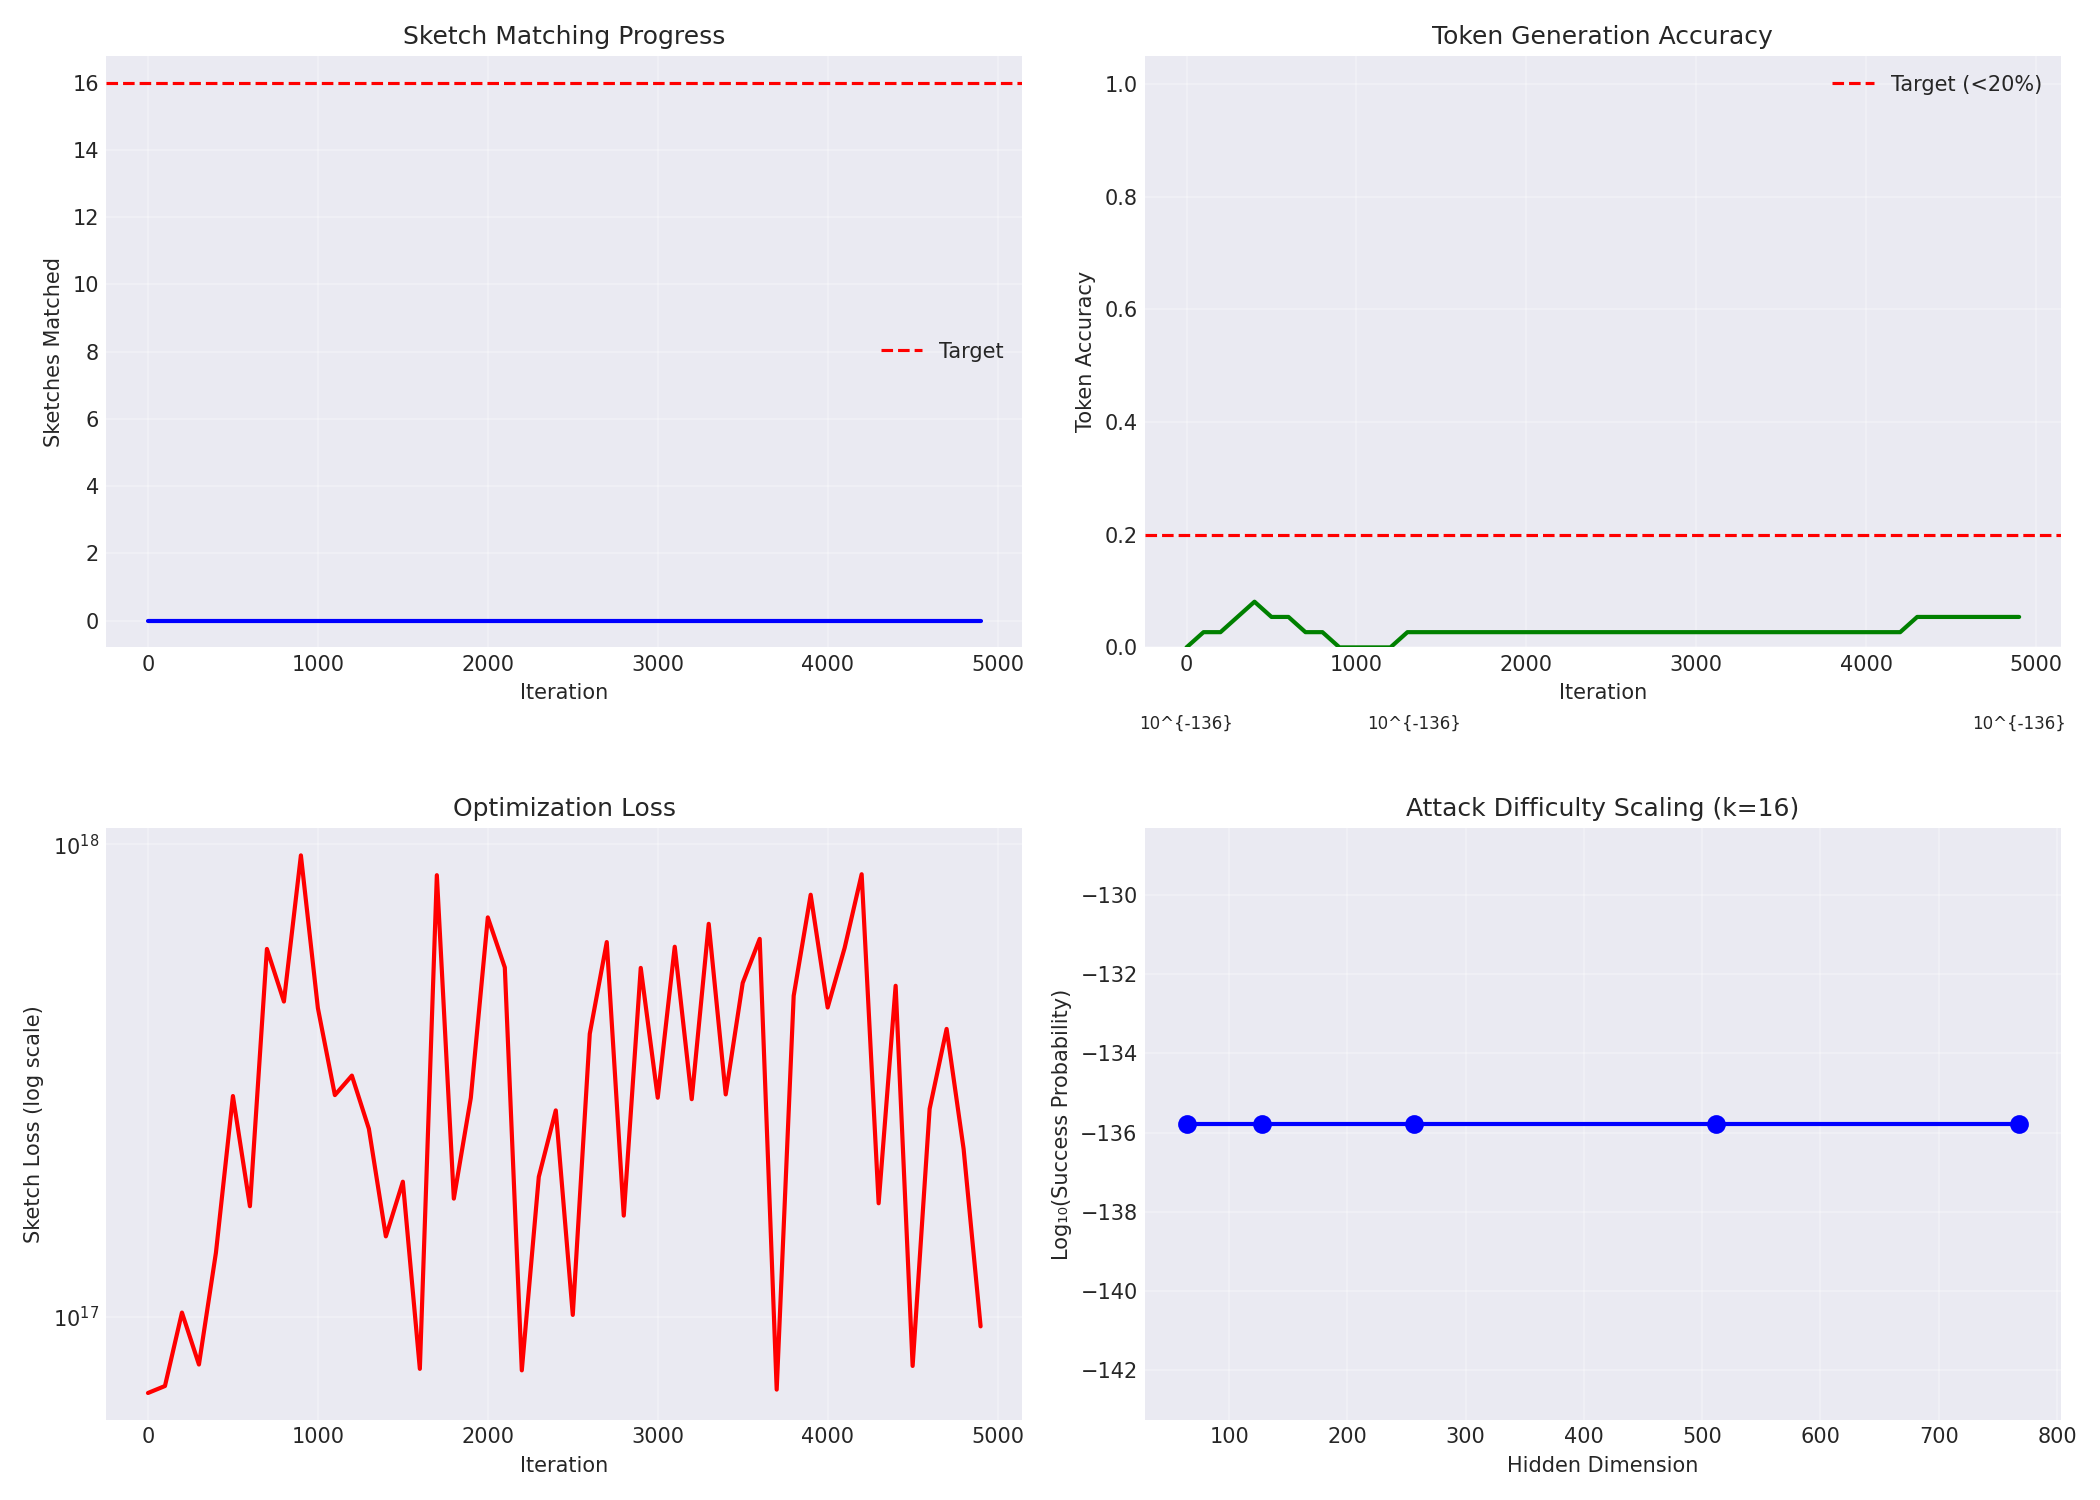 Sketch Matching Progress
Sketches Matched
16
14
12
10
8
6
4
2
0
Target
0 1000 2000 3000 4000 5000
Iteration
Token Generation Accuracy
Token Accuracy
1.0
0.8
0.6
0.4
0.2
0.0
Target (<20%)
0 1000 2000 3000 4000 5000
Iteration
10^{-136} 10^{-136} 10^{-136}
Optimization Loss
Sketch Loss (log scale)
10¹⁸
10¹⁷
0 1000 2000 3000 4000 5000
Iteration
Attack Difficulty Scaling (k=16)
Log₁₀(Success Probability)
−130
−132
−134
−136
−138
−140
−142
100 200 300 400 500 600 700 800
Hidden Dimension